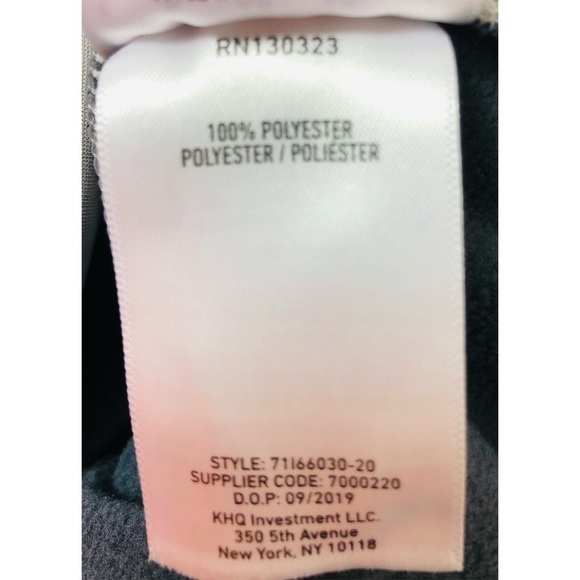 RN130323
100% POLYESTER
POLYESTER / POLIÉSTER
STYLE: 71I66030-20
SUPPLIER CODE: 7000220
D.O.P: 09/2019
KHQ Investment LLC.
350 5th Avenue
New York, NY 10118